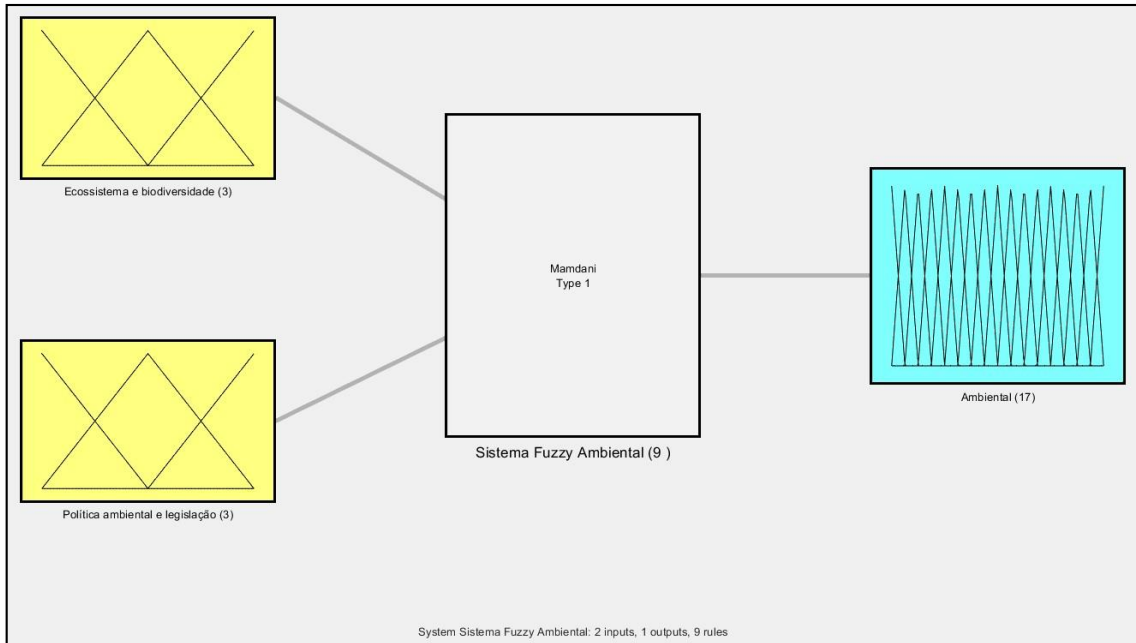 Ecossistema e biodiversidade (3)
Mamdani
Type 1
Ambiental (17)
Sistema Fuzzy Ambiental (9 )
Política ambiental e legislação (3)
System Sistema Fuzzy Ambiental: 2 inputs, 1 outputs, 9 rules